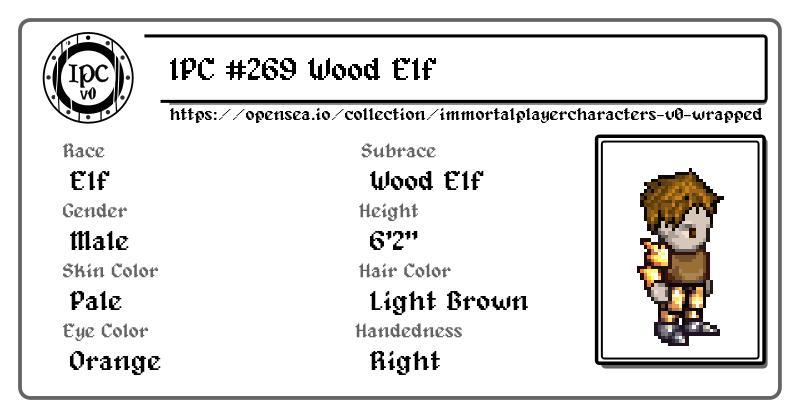 IPC v0
IPC #269 Wood Elf
https://opensea.io/collection/immortalplayercharacters-v0-wrapped
Race
Elf
Subrace
Wood Elf
Gender
Male
Height
6'2"
Skin Color
Pale
Hair Color
Light Brown
Eye Color
Orange
Handedness
Right